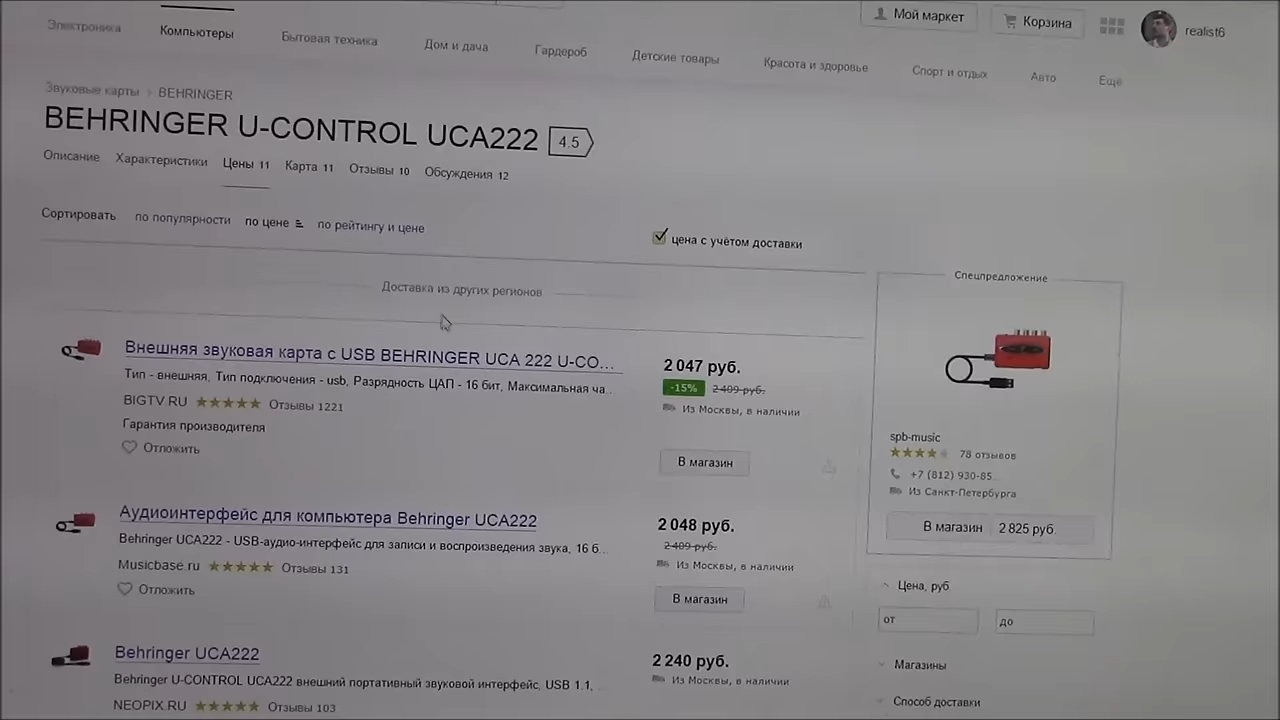 Мой маркет
Корзина
realist6
Электроника Компьютеры Бытовая техника Дом и дача Гардероб Детские товары Красота и здоровье Спорт и отдых Авто Ещё
Звуковые карты > BEHRINGER
BEHRINGER U-CONTROL UCA222 4.5
Описание Характеристики Цены 11 Карта 11 Отзывы 10 Обсуждения 12
Сортировать по популярности по цене по рейтингу и цене
цена с учётом доставки
Доставка из других регионов
Внешняя звуковая карта с USB BEHRINGER UCA 222 U-CO...
Тип - внешняя, Тип подключения - usb, Разрядность ЦАП - 16 бит, Максимальная ча..
BIGTV.RU Отзывы 1221
Гарантия производителя
Отложить
2 047 руб.
-15% 2 409 руб.
Из Москвы, в наличии
В магазин
Аудиоинтерфейс для компьютера Behringer UCA222
Behringer UCA222 - USB-аудио-интерфейс для записи и воспроизведения звука, 16 б...
Musicbase.ru Отзывы 131
Отложить
2 048 руб.
2 409 руб.
Из Москвы, в наличии
В магазин
Behringer UCA222
Behringer U-CONTROL UCA222 внешний портативный звуковой интерфейс, USB 1.1,
NEOPIX.RU Отзывы 103
2 240 руб.
Из Москвы, в наличии
Спецпредложение
spb-music
78 отзывов
+7 (812) 930-85..
Из Санкт-Петербурга
В магазин 2 825 руб.
Цена, руб
от до
Магазины
Способ доставки